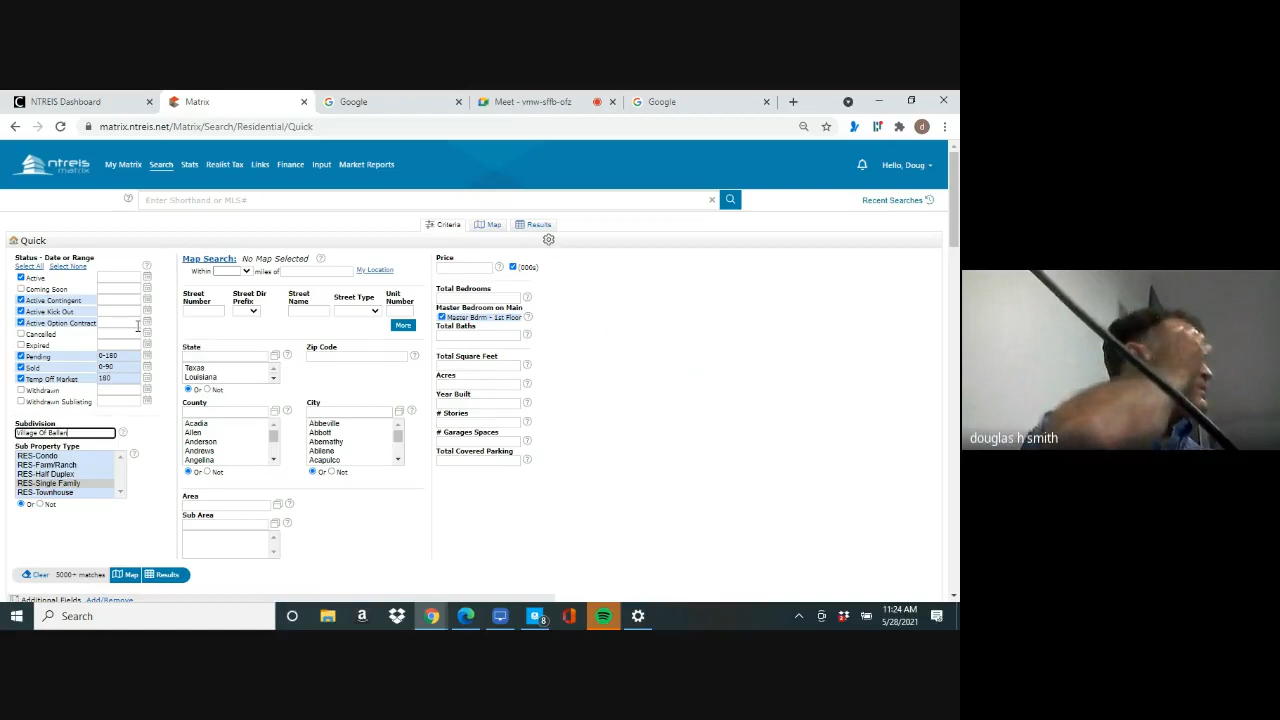 NTREIS Dashboard
Matrix
Google
Meet - vmw-sffb-ofz
Google
matrix.ntreis.net/Matrix/Search/Residential/Quick
ntreis matrix
My Matrix Search Stats Realist Tax Links Finance Input Market Reports
Hello, Doug
Enter Shorthand or MLS#
Recent Searches
Criteria Map Results
Quick
Status - Date or Range
Select All Select None
Active
Coming Soon
Active Contingent
Active Kick Out
Active Option Contract
Cancelled
Expired
Pending 0-180
Sold 0-90
Temp Off Market 180
Withdrawn
Withdrawn Sublisting
Subdivision
Village Of Ballen
Sub Property Type
RES-Condo
RES-Farm/Ranch
RES-Half Duplex
RES-Single Family
RES-Townhouse
Or Not
Map Search: No Map Selected
Within miles of My Location
Street Number
Street Dir Prefix
Street Name
Street Type
Unit Number
More
State
Texas
Louisiana
Or Not
Zip Code
County
Acadia
Allen
Anderson
Andrews
Angelina
Or Not
City
Abbeville
Abbott
Abernathy
Abilene
Acapulco
Or Not
Area
Sub Area
Price
(000s)
Total Bedrooms
Master Bedroom on Main
Master Bdrm - 1st Floor
Total Baths
Total Square Feet
Acres
Year Built
# Stories
# Garages Spaces
Total Covered Parking
Clear 5000+ matches Map Results
Additional Fields Add/Remove
douglas h smith
Search
8
11:24 AM
5/28/2021